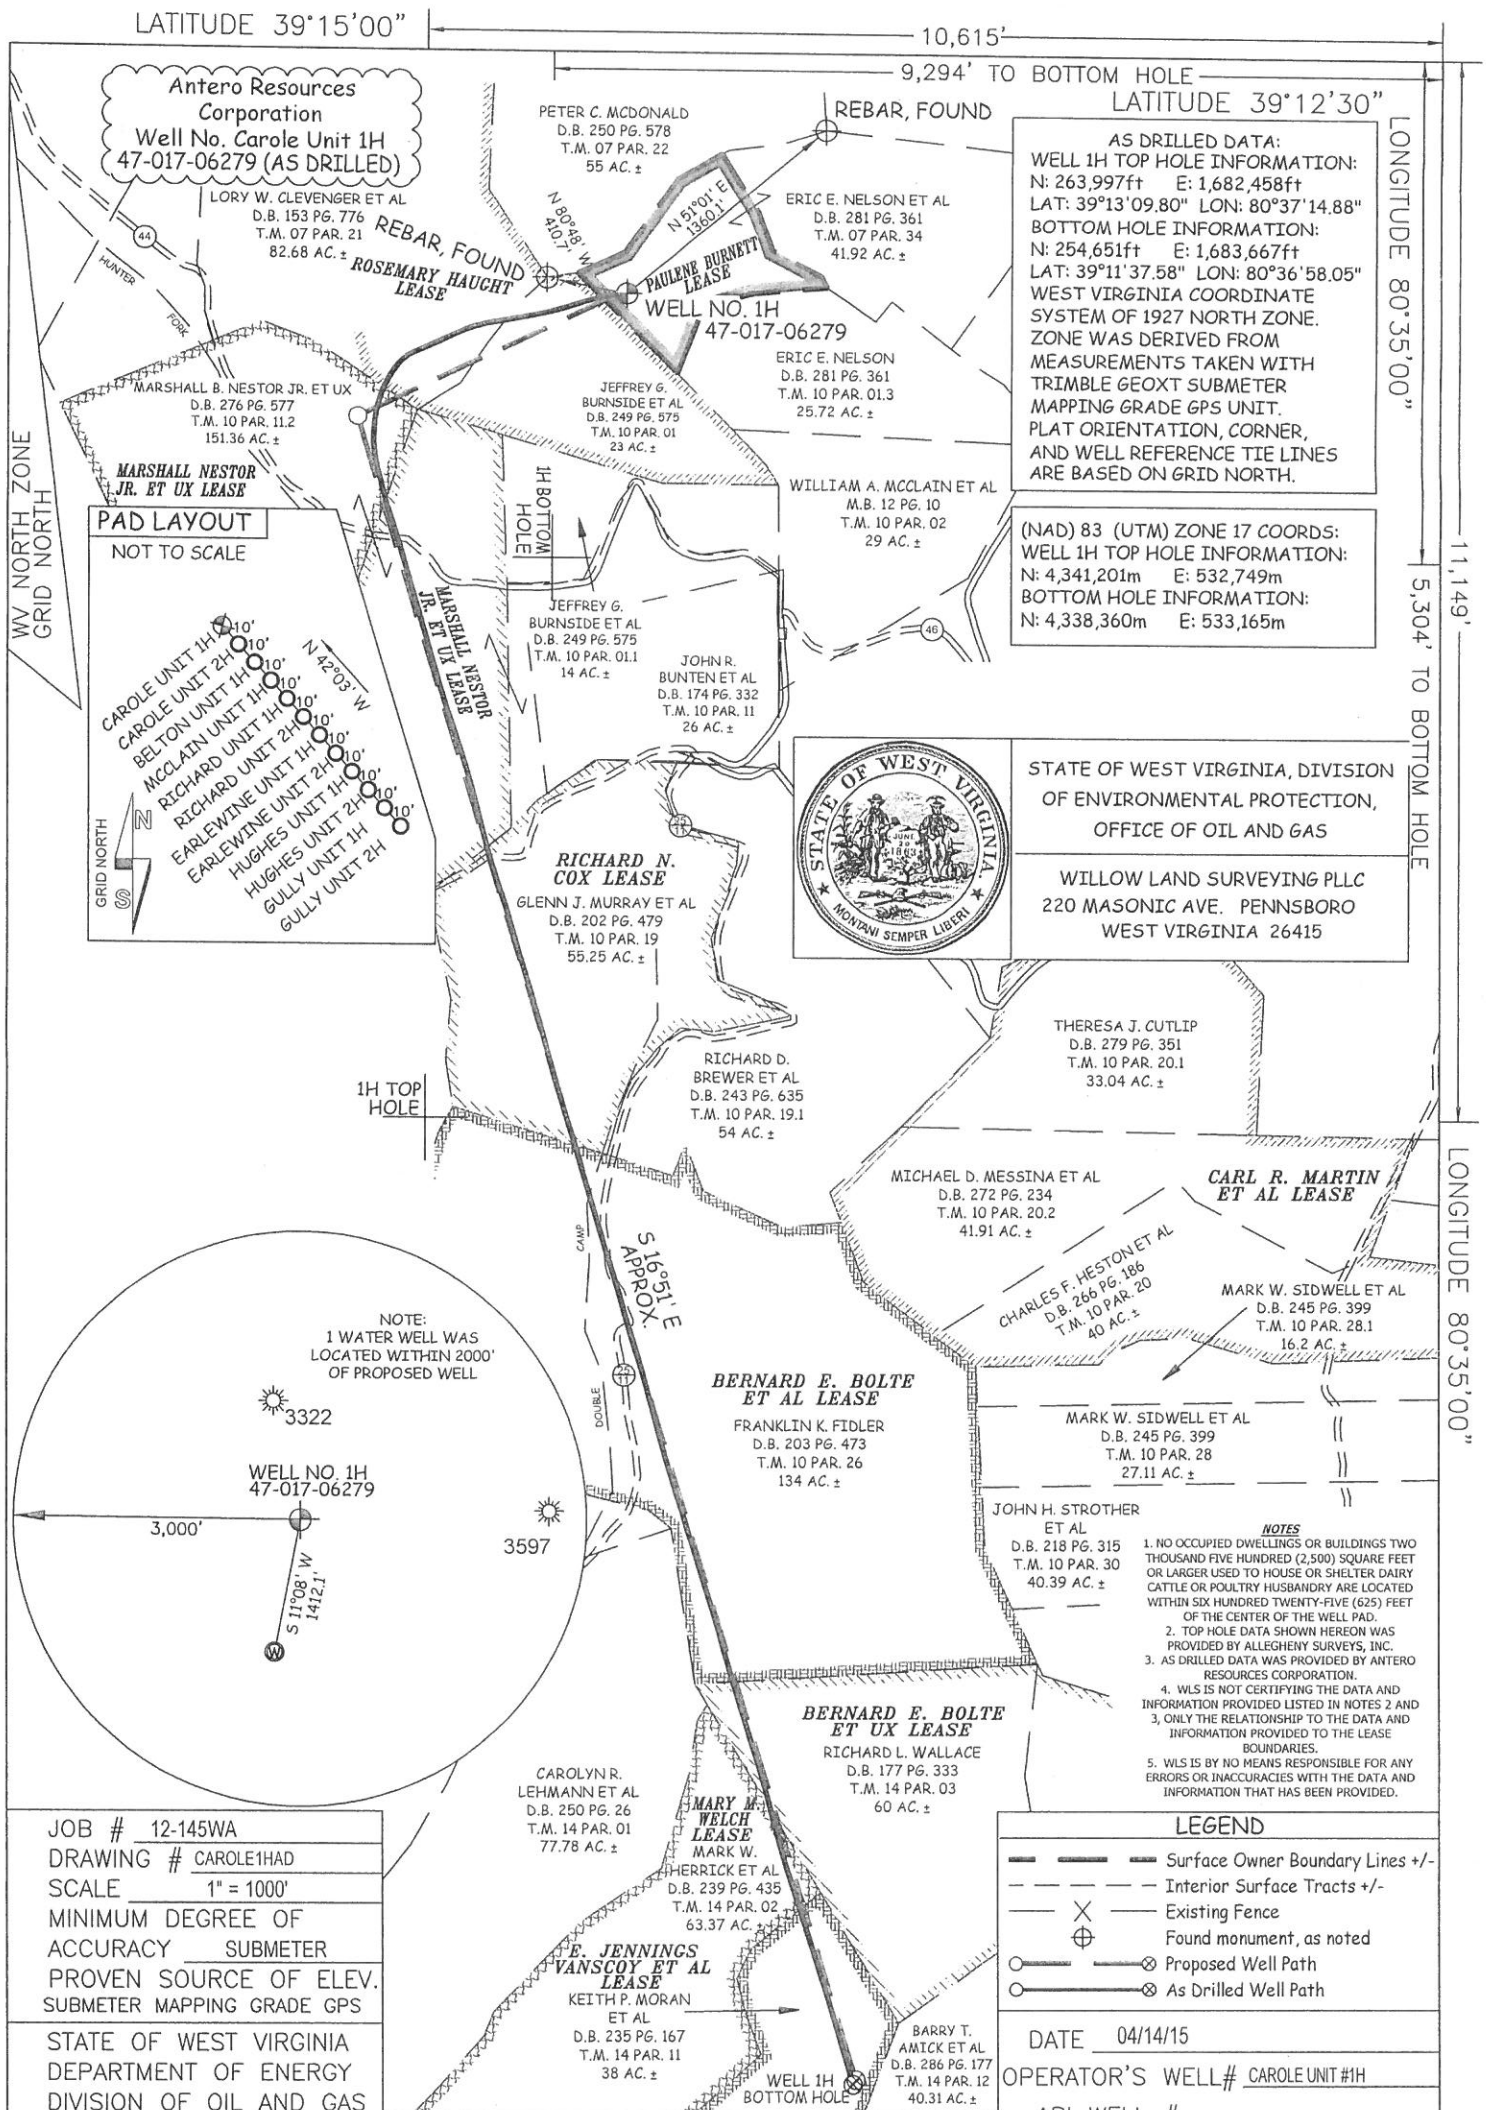 LATITUDE 39°15'00"
10,615'
9,294' TO BOTTOM HOLE
LATITUDE 39°12'30"
LONGITUDE 80°35'00"
11,149'
5,304' TO BOTTOM HOLE
LONGITUDE 80°35'00"
WV NORTH ZONE
GRID NORTH
Antero Resources
Corporation
Well No. Carole Unit 1H
47-017-06279 (AS DRILLED)
PETER C. MCDONALD
D.B. 250 PG. 578
T.M. 07 PAR. 22
55 AC. ±
REBAR, FOUND
LORY W. CLEVENGER ET AL
D.B. 153 PG. 776
T.M. 07 PAR. 21
82.68 AC. ±
REBAR, FOUND
ROSEMARY HAUGHT
LEASE
N 80°48' W
410.7'
N 51°01' E
1360.1'
PAULENE BURNETT
LEASE
WELL NO. 1H
47-017-06279
ERIC E. NELSON ET AL
D.B. 281 PG. 361
T.M. 07 PAR. 34
41.92 AC. ±
44
HUNTER
FORK
AS DRILLED DATA:
WELL 1H TOP HOLE INFORMATION:
N: 263,997ft E: 1,682,458ft
LAT: 39°13'09.80" LON: 80°37'14.88"
BOTTOM HOLE INFORMATION:
N: 254,651ft E: 1,683,667ft
LAT: 39°11'37.58" LON: 80°36'58.05"
WEST VIRGINIA COORDINATE
SYSTEM OF 1927 NORTH ZONE.
ZONE WAS DERIVED FROM
MEASUREMENTS TAKEN WITH
TRIMBLE GEOXT SUBMETER
MAPPING GRADE GPS UNIT.
PLAT ORIENTATION, CORNER,
AND WELL REFERENCE TIE LINES
ARE BASED ON GRID NORTH.
(NAD) 83 (UTM) ZONE 17 COORDS:
WELL 1H TOP HOLE INFORMATION:
N: 4,341,201m E: 532,749m
BOTTOM HOLE INFORMATION:
N: 4,338,360m E: 533,165m
MARSHALL B. NESTOR JR. ET UX
D.B. 276 PG. 577
T.M. 10 PAR. 11.2
151.36 AC. ±
MARSHALL NESTOR
JR. ET UX LEASE
JEFFREY G.
BURNSIDE ET AL
D.B. 249 PG. 575
T.M. 10 PAR. 01
23 AC. ±
ERIC E. NELSON
D.B. 281 PG. 361
T.M. 10 PAR. 01.3
25.72 AC. ±
WILLIAM A. MCCLAIN ET AL
M.B. 12 PG. 10
T.M. 10 PAR. 02
29 AC. ±
1H BOTTOM
HOLE
JEFFREY G.
BURNSIDE ET AL
D.B. 249 PG. 575
T.M. 10 PAR. 01.1
14 AC. ±
MARSHALL NESTOR
JR. ET UX LEASE
JOHN R.
BUNTEN ET AL
D.B. 174 PG. 332
T.M. 10 PAR. 11
26 AC. ±
46
PAD LAYOUT
NOT TO SCALE
CAROLE UNIT 1H
CAROLE UNIT 2H
BELTON UNIT 1H
MCCLAIN UNIT 1H
RICHARD UNIT 1H
RICHARD UNIT 2H
EARLEWINE UNIT 1H
EARLEWINE UNIT 2H
HUGHES UNIT 1H
HUGHES UNIT 2H
GULLY UNIT 1H
GULLY UNIT 2H
10'
10'
10'
10'
10'
10'
10'
10'
10'
10'
10'
N 42°03' W
GRID NORTH
N
S
STATE OF WEST VIRGINIA
JUNE
20
1863
MONTANI SEMPER LIBERI
STATE OF WEST VIRGINIA, DIVISION
OF ENVIRONMENTAL PROTECTION,
OFFICE OF OIL AND GAS
WILLOW LAND SURVEYING PLLC
220 MASONIC AVE. PENNSBORO
WEST VIRGINIA 26415
RICHARD N.
COX LEASE
GLENN J. MURRAY ET AL
D.B. 202 PG. 479
T.M. 10 PAR. 19
55.25 AC. ±
RICHARD D.
BREWER ET AL
D.B. 243 PG. 635
T.M. 10 PAR. 19.1
54 AC. ±
1H TOP
HOLE
THERESA J. CUTLIP
D.B. 279 PG. 351
T.M. 10 PAR. 20.1
33.04 AC. ±
MICHAEL D. MESSINA ET AL
D.B. 272 PG. 234
T.M. 10 PAR. 20.2
41.91 AC. ±
CARL R. MARTIN
ET AL LEASE
CHARLES F. HESTON ET AL
D.B. 266 PG. 186
T.M. 10 PAR. 20
40 AC. ±
MARK W. SIDWELL ET AL
D.B. 245 PG. 399
T.M. 10 PAR. 28.1
16.2 AC. ±
S 16°51' E
APPROX.
CAMP
DOUBLE
25
11
BERNARD E. BOLTE
ET AL LEASE
FRANKLIN K. FIDLER
D.B. 203 PG. 473
T.M. 10 PAR. 26
134 AC. ±
MARK W. SIDWELL ET AL
D.B. 245 PG. 399
T.M. 10 PAR. 28
27.11 AC. ±
JOHN H. STROTHER
ET AL
D.B. 218 PG. 315
T.M. 10 PAR. 30
40.39 AC. ±
NOTE:
1 WATER WELL WAS
LOCATED WITHIN 2000'
OF PROPOSED WELL
3322
WELL NO. 1H
47-017-06279
3,000'
3597
S 11°08' W
1412.1'
W
NOTES
1. NO OCCUPIED DWELLINGS OR BUILDINGS TWO
THOUSAND FIVE HUNDRED (2,500) SQUARE FEET
OR LARGER USED TO HOUSE OR SHELTER DAIRY
CATTLE OR POULTRY HUSBANDRY ARE LOCATED
WITHIN SIX HUNDRED TWENTY-FIVE (625) FEET
OF THE CENTER OF THE WELL PAD.
2. TOP HOLE DATA SHOWN HEREON WAS
PROVIDED BY ALLEGHENY SURVEYS, INC.
3. AS DRILLED DATA WAS PROVIDED BY ANTERO
RESOURCES CORPORATION.
4. WLS IS NOT CERTIFYING THE DATA AND
INFORMATION PROVIDED LISTED IN NOTES 2 AND
3, ONLY THE RELATIONSHIP TO THE DATA AND
INFORMATION PROVIDED TO THE LEASE
BOUNDARIES.
5. WLS IS BY NO MEANS RESPONSIBLE FOR ANY
ERRORS OR INACCURACIES WITH THE DATA AND
INFORMATION THAT HAS BEEN PROVIDED.
BERNARD E. BOLTE
ET UX LEASE
RICHARD L. WALLACE
D.B. 177 PG. 333
T.M. 14 PAR. 03
60 AC. ±
CAROLYN R.
LEHMANN ET AL
D.B. 250 PG. 26
T.M. 14 PAR. 01
77.78 AC. ±
MARY M.
WELCH
LEASE
MARK W.
HERRICK ET AL
D.B. 239 PG. 435
T.M. 14 PAR. 02
63.37 AC. ±
E. JENNINGS
VANSCOY ET AL
LEASE
KEITH P. MORAN
ET AL
D.B. 235 PG. 167
T.M. 14 PAR. 11
38 AC. ±
WELL 1H
BOTTOM HOLE
BARRY T.
AMICK ET AL
D.B. 286 PG. 177
T.M. 14 PAR. 12
40.31 AC. ±
JOB # 12-145WA
DRAWING # CAROLE1HAD
SCALE 1" = 1000'
MINIMUM DEGREE OF
ACCURACY SUBMETER
PROVEN SOURCE OF ELEV.
SUBMETER MAPPING GRADE GPS
STATE OF WEST VIRGINIA
DEPARTMENT OF ENERGY
DIVISION OF OIL AND GAS
LEGEND
Surface Owner Boundary Lines +/-
Interior Surface Tracts +/-
Existing Fence
Found monument, as noted
Proposed Well Path
As Drilled Well Path
DATE 04/14/15
OPERATOR'S WELL# CAROLE UNIT #1H